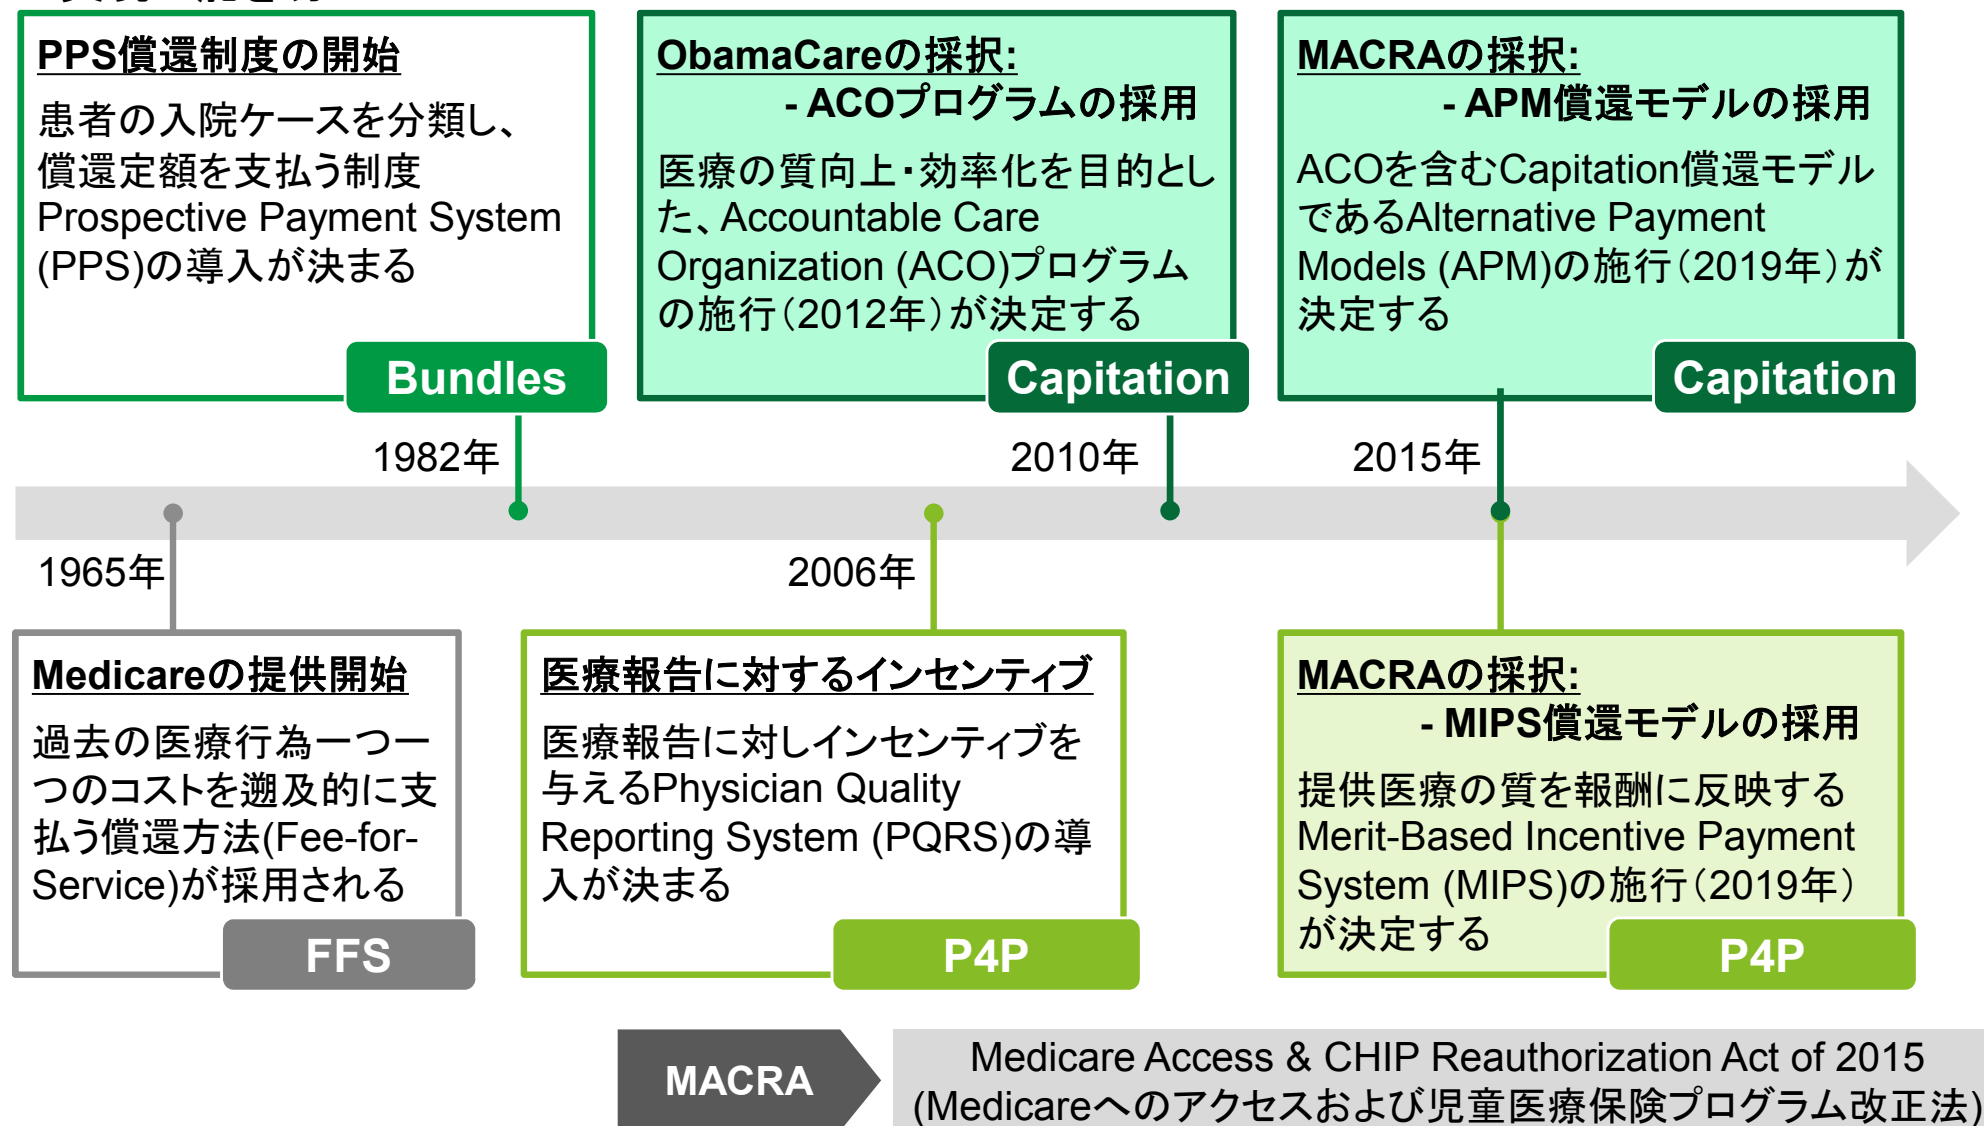 PPS償還制度の開始
患者の入院ケースを分類し、
償還定額を支払う制度
Prospective Payment System
(PPS)の導入が決まる
Bundles
1982年
ObamaCareの採択:
- ACOプログラムの採用
医療の質向上・効率化を目的とし
た、Accountable Care
Organization (ACO)プログラム
の施行（2012年）が決定する
Capitation
2010年
MACRAの採択:
- APM償還モデルの採用
ACOを含むCapitation償還モデル
であるAlternative Payment
Models (APM)の施行（2019年）が
決定する
Capitation
2015年
1965年
Medicareの提供開始
過去の医療行為一つ一
つのコストを遡及的に支
払う償還方法(Fee-for-
Service)が採用される
FFS
2006年
医療報告に対するインセンティブ
医療報告に対しインセンティブを
与えるPhysician Quality
Reporting System (PQRS)の導
入が決まる
P4P
MACRAの採択:
- MIPS償還モデルの採用
提供医療の質を報酬に反映する
Merit-Based Incentive Payment
System (MIPS)の施行（2019年）
が決定する
P4P
MACRA
Medicare Access & CHIP Reauthorization Act of 2015
(Medicareへのアクセスおよび児童医療保険プログラム改正法)